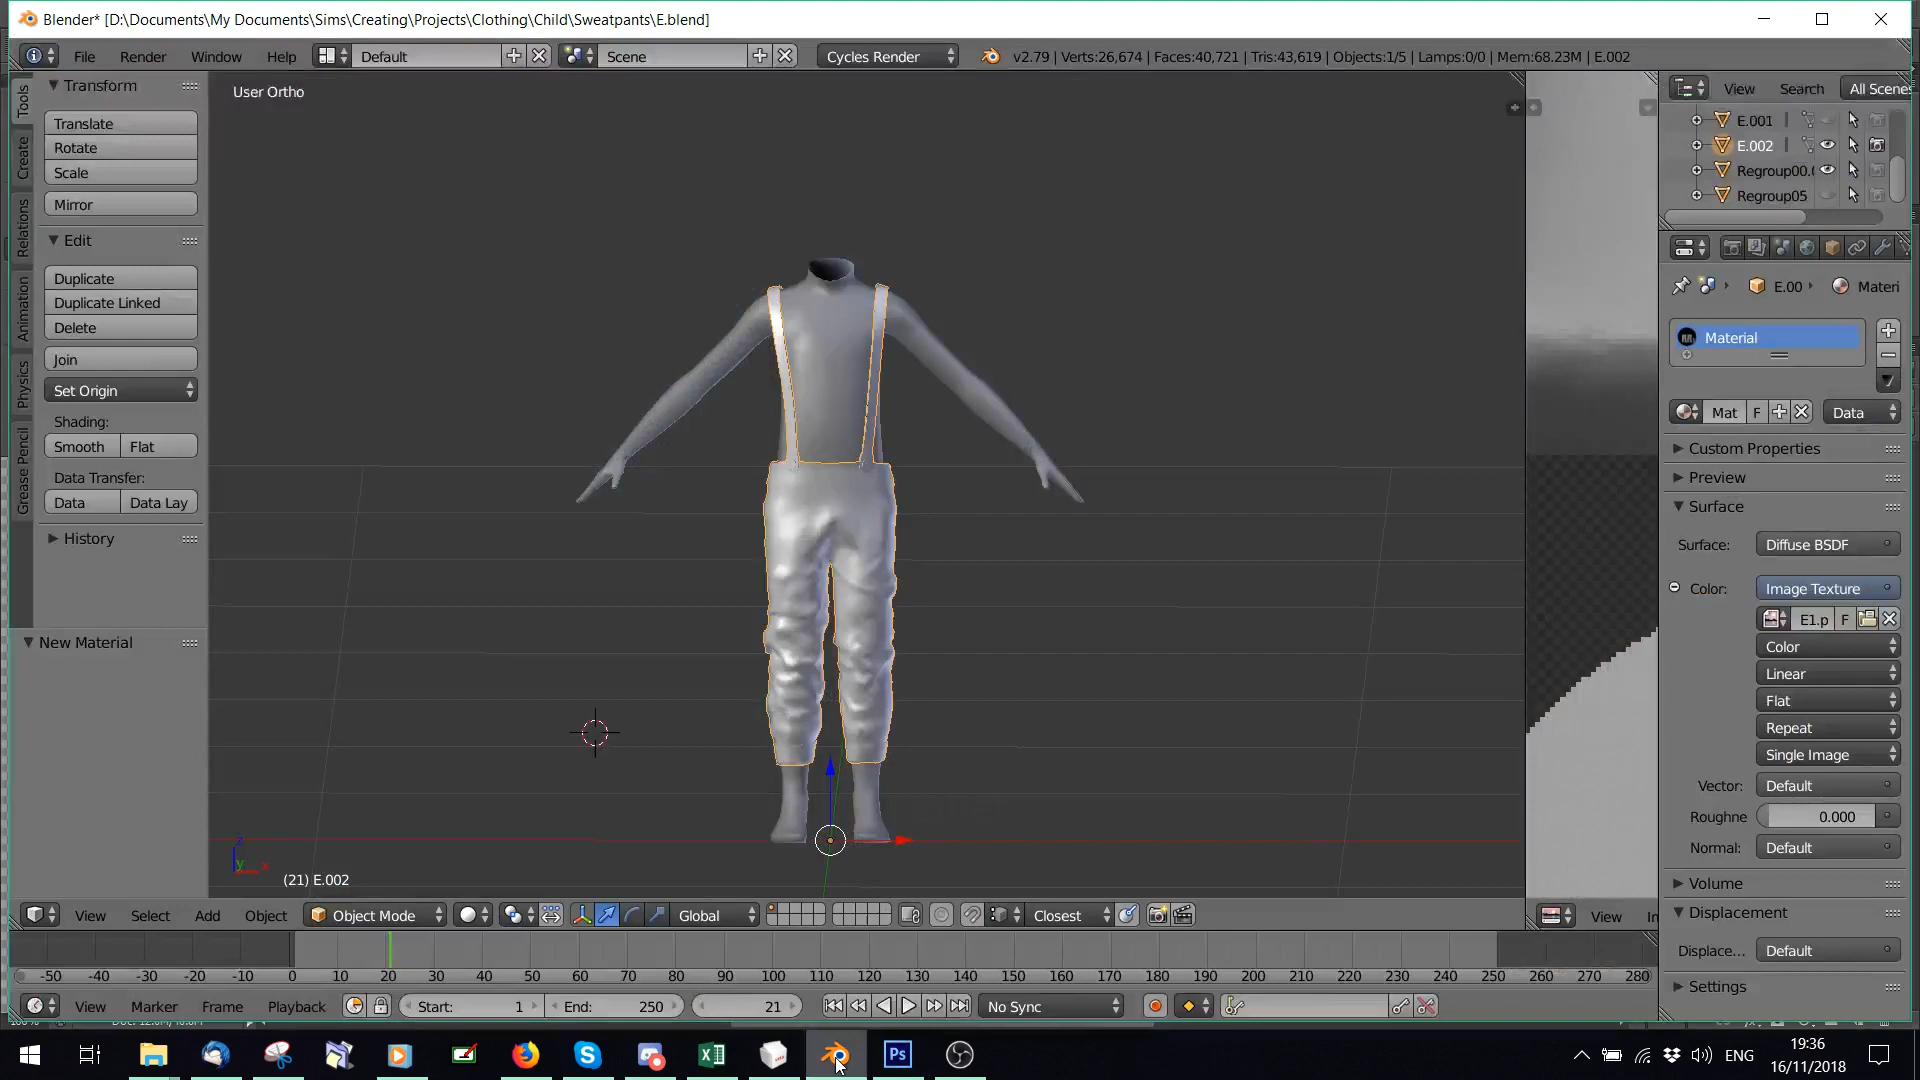 Blender* [D:\Documents\My Documents\Sims\Creating\Projects\Clothing\Child\Sweatpants\E.blend]
File Render Window Help Default Scene Cycles Render v2.79 | Verts:26,674 | Faces:40,721 | Tris:43,619 | Objects:1/5 | Lamps:0/0 | Mem:68.23M | E.002
Tools
Create
Relations
Animation
Physics
Grease Pencil
Transform
Translate
Rotate
Scale
Mirror
Edit
Duplicate
Duplicate Linked
Delete
Join
Set Origin
Shading:
Smooth Flat
Data Transfer:
Data Data Lay
History
New Material
User Ortho
(21) E.002
View Search All Scenes
E.001
E.002
Regroup00.
Regroup05
E.00 Materi
Material
Mat F Data
Custom Properties
Preview
Surface
Surface: Diffuse BSDF
Color: Image Texture
E1.p F
Color
Linear
Flat
Repeat
Single Image
Vector: Default
Roughne 0.000
Normal: Default
Volume
Displacement
Displace... Default
Settings
View Select Add Object Object Mode Global Closest View
-50 -40 -30 -20 -10 0 10 20 30 40 50 60 70 80 90 100 110 120 130 140 150 160 170 180 190 200 210 220 230 240 250 260 270 280
View Marker Frame Playback Start: 1 End: 250 21 No Sync
Ps
ENG
19:36
16/11/2018